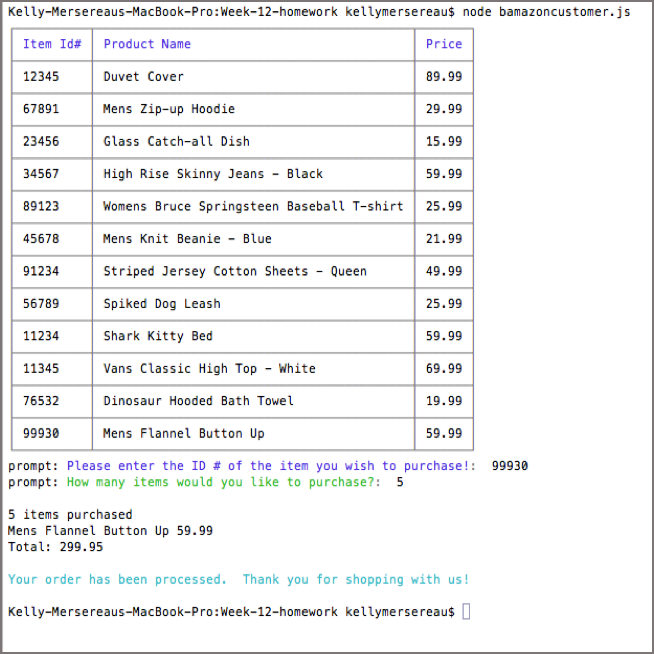 Kelly-Mersereaus-MacBook-Pro:Week-12-homework kellymersereau$ node bamazoncustomer.js
Item Id# Product Name Price
12345 Duvet Cover 89.99
67891 Mens Zip-up Hoodie 29.99
23456 Glass Catch-all Dish 15.99
34567 High Rise Skinny Jeans - Black 59.99
89123 Womens Bruce Springsteen Baseball T-shirt 25.99
45678 Mens Knit Beanie - Blue 21.99
91234 Striped Jersey Cotton Sheets - Queen 49.99
56789 Spiked Dog Leash 25.99
11234 Shark Kitty Bed 59.99
11345 Vans Classic High Top - White 69.99
76532 Dinosaur Hooded Bath Towel 19.99
99930 Mens Flannel Button Up 59.99
prompt: Please enter the ID # of the item you wish to purchase!: 99930
prompt: How many items would you like to purchase?: 5
5 items purchased
Mens Flannel Button Up 59.99
Total: 299.95
Your order has been processed. Thank you for shopping with us!
Kelly-Mersereaus-MacBook-Pro:Week-12-homework kellymersereau$